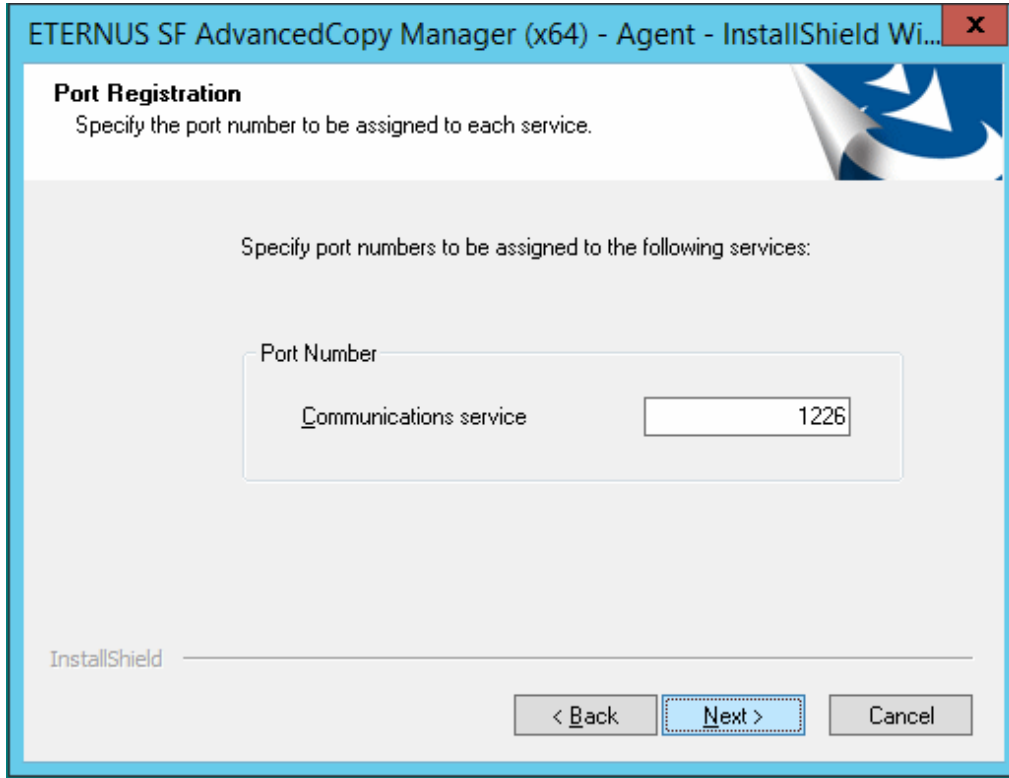 ETERNUS SF AdvancedCopy Manager (x64) - Agent - InstallShield Wi...
x
Port Registration
Specify the port number to be assigned to each service.
Specify port numbers to be assigned to the following services:
Port Number
Communications service 1226
InstallShield
< Back Next > Cancel